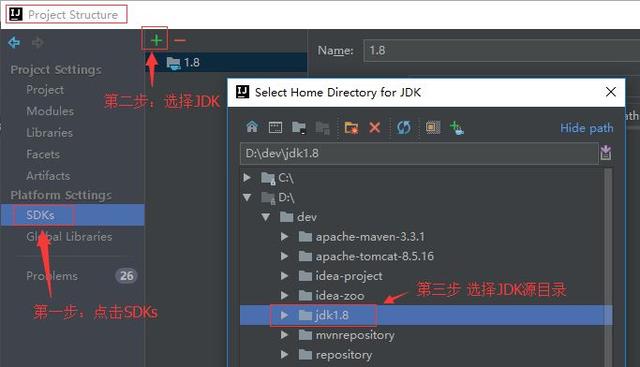 Project Structure
Project Settings
Project
Modules
Libraries
Facets
Artifacts
Platform Settings
SDKs
Global Libraries
Problems
26
1.8
Name:
1.8
第二步：选择JDK
第一步：点击SDKs
Select Home Directory for JDK
Hide path
D:\dev\jdk1.8
C:\
D:\
dev
apache-maven-3.3.1
apache-tomcat-8.5.16
idea-project
idea-zoo
第三步 选择JDK源目录
jdk1.8
mvnrepository
repository